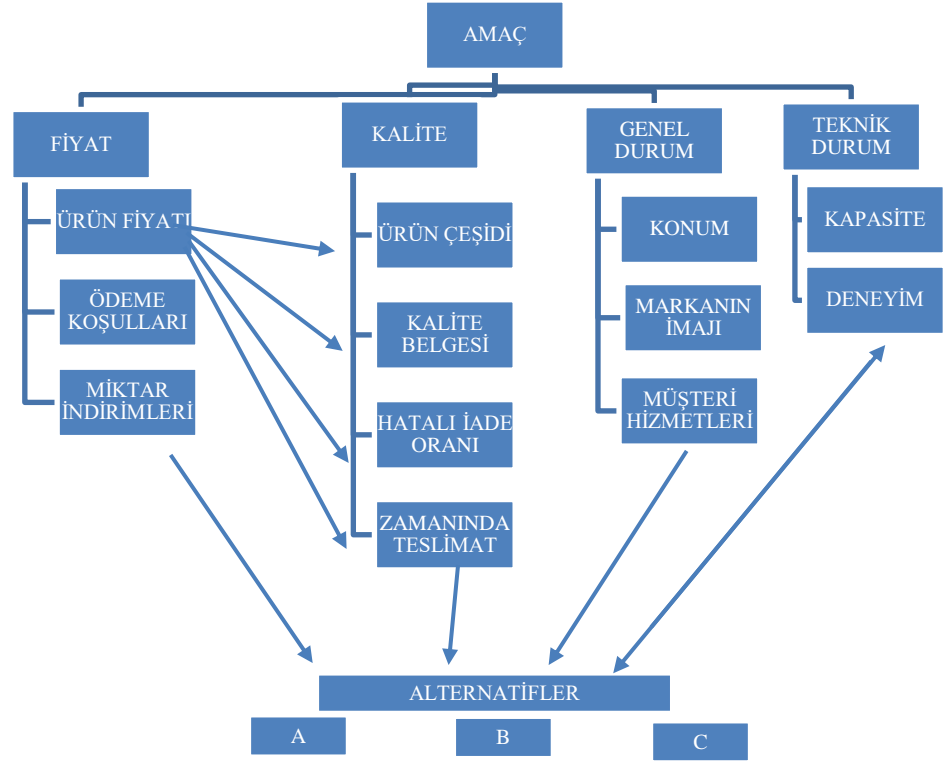 AMAÇ
FİYAT
ÜRÜN FİYATI
ÖDEME
KOŞULLARI
MİKTAR
İNDİRİMLERİ
KALİTE
ÜRÜN ÇEŞİDİ
KALİTE
BELGESİ
HATALI İADE
ORANI
ZAMANINDA
TESLİMAT
GENEL
DURUM
KONUM
MARKANIN
İMAJI
MÜŞTERİ
HİZMETLERİ
TEKNİK
DURUM
KAPASİTE
DENEYİM
ALTERNATİFLER
A
B
C